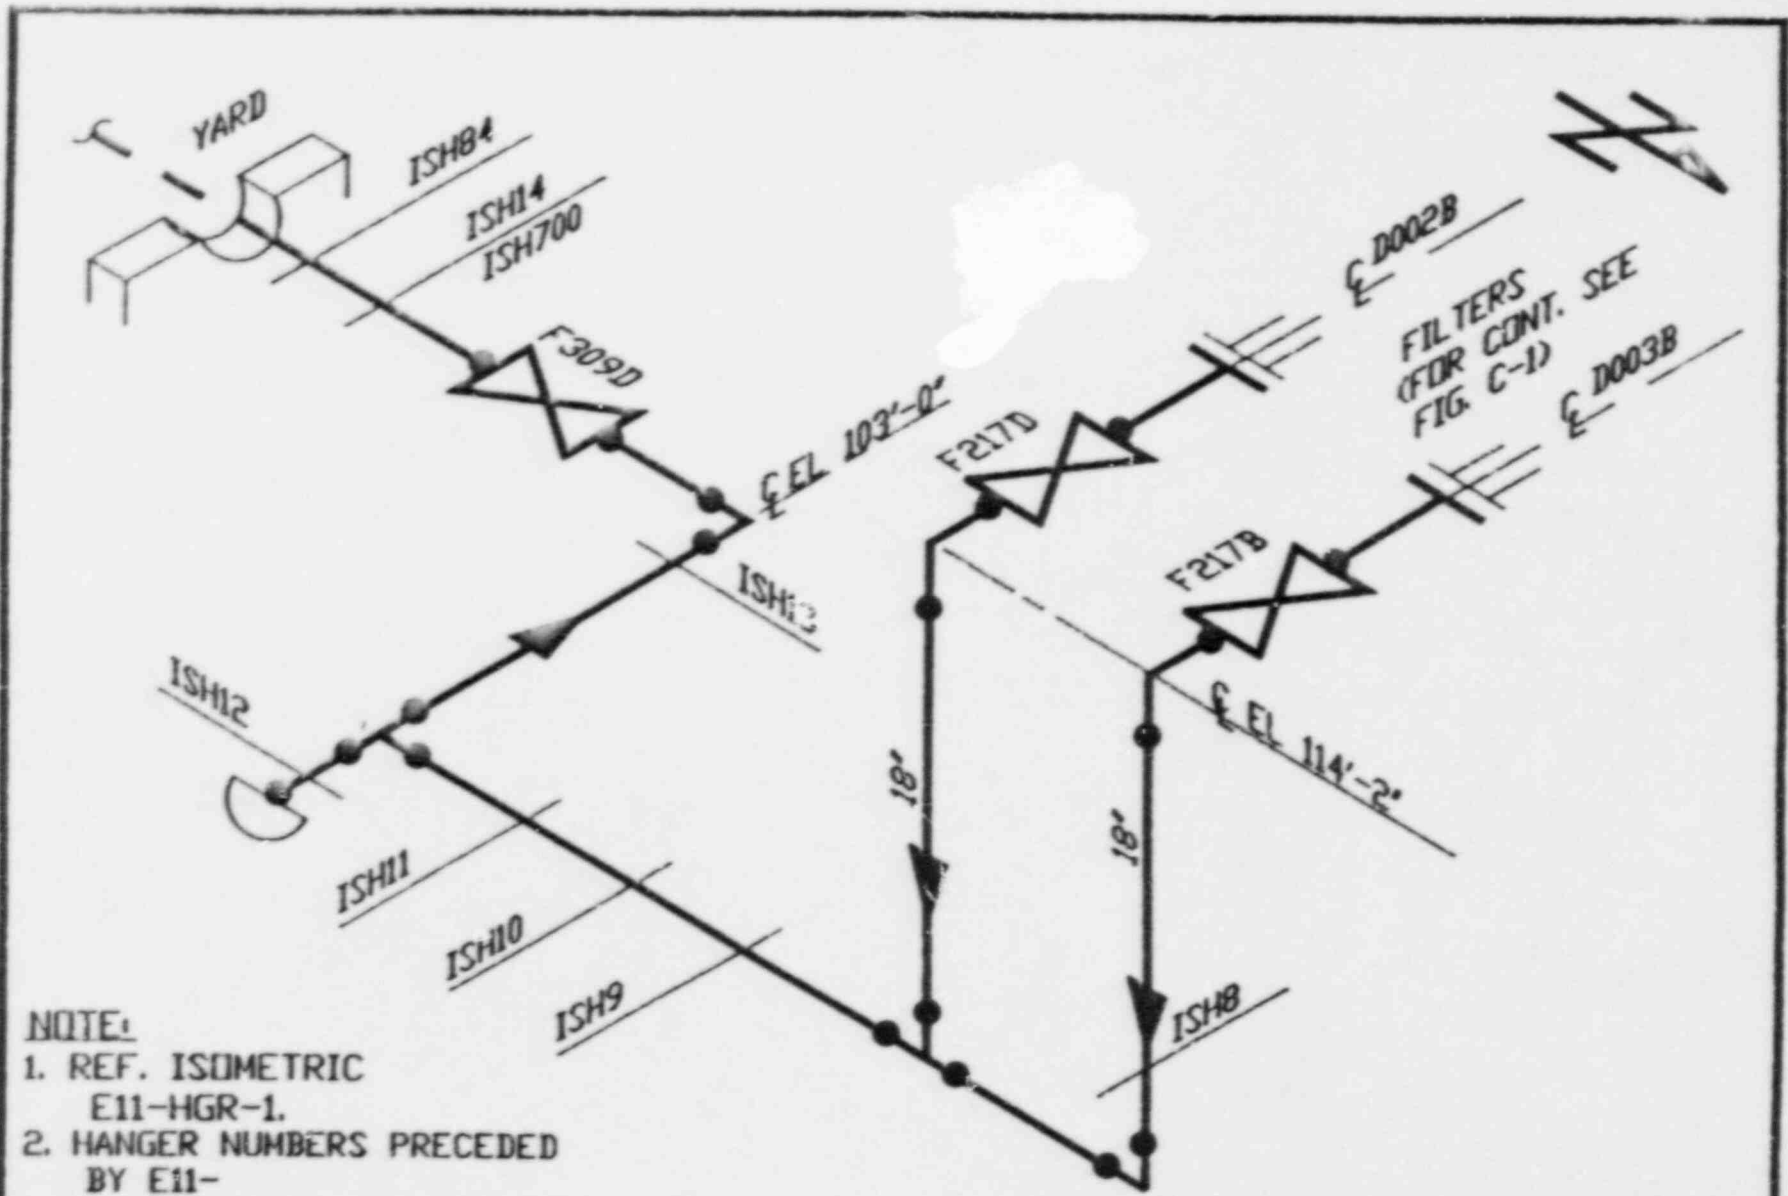 YARD
ISH84
ISH14
ISH700
F309D
℄ EL 103'-0"
℄ D002B
FILTERS
(FOR CONT. SEE
FIG. C-1)
℄ D003B
F217D
F217B
ISH12
℄ EL 114'-2"
18"
18"
ISH11
ISH10
ISH9
ISH8
NOTE:
1. REF. ISOMETRIC
E11-HGR-1.
2. HANGER NUMBERS PRECEDED
BY E11-